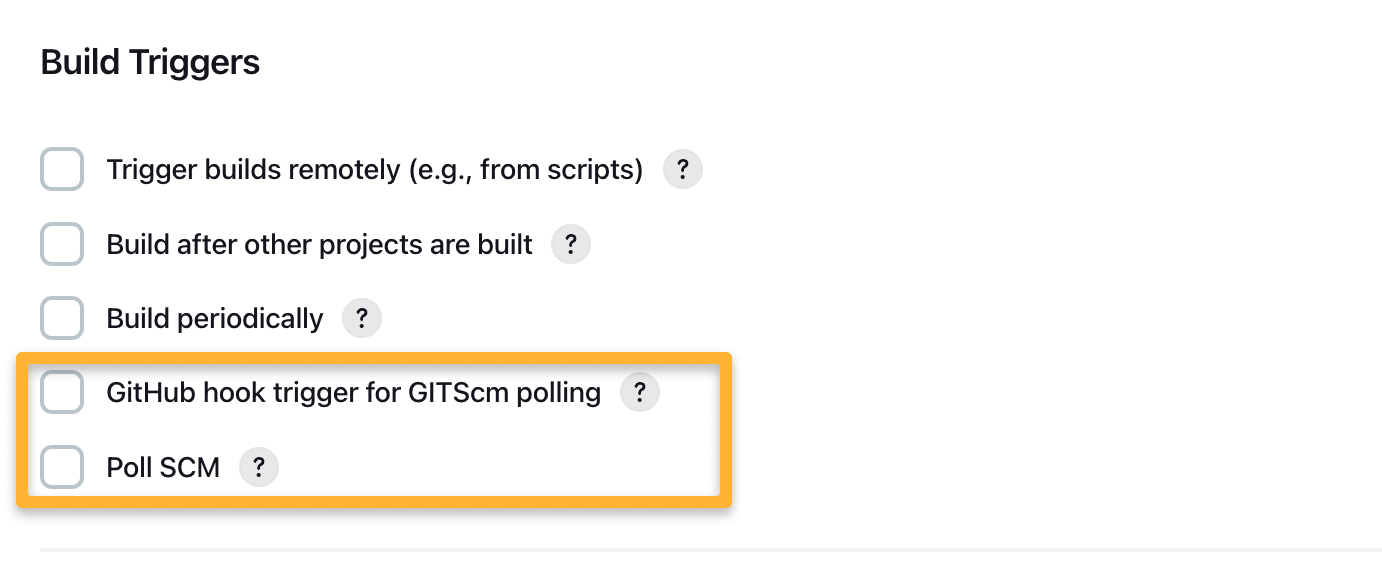 Build Triggers
Trigger builds remotely (e.g., from scripts) ?
Build after other projects are built ?
Build periodically ?
GitHub hook trigger for GITScm polling ?
Poll SCM ?